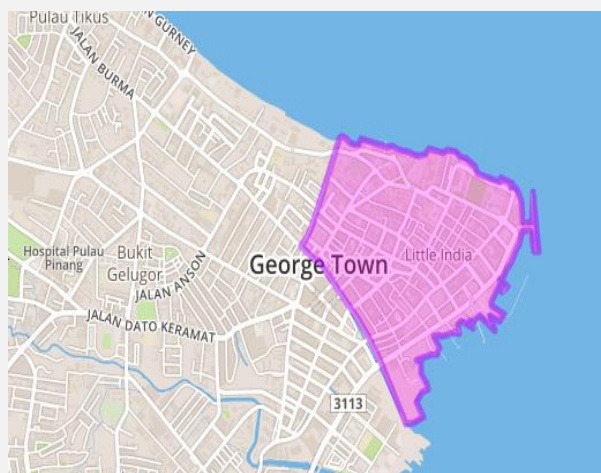 Pulau Tikus
N GURNEY
JALAN BURMA
Hospital Pulau
Pinang
Bukit
Gelugor
JALAN ANSON
George Town
Little India
JALAN DATO KERAMAT
3113